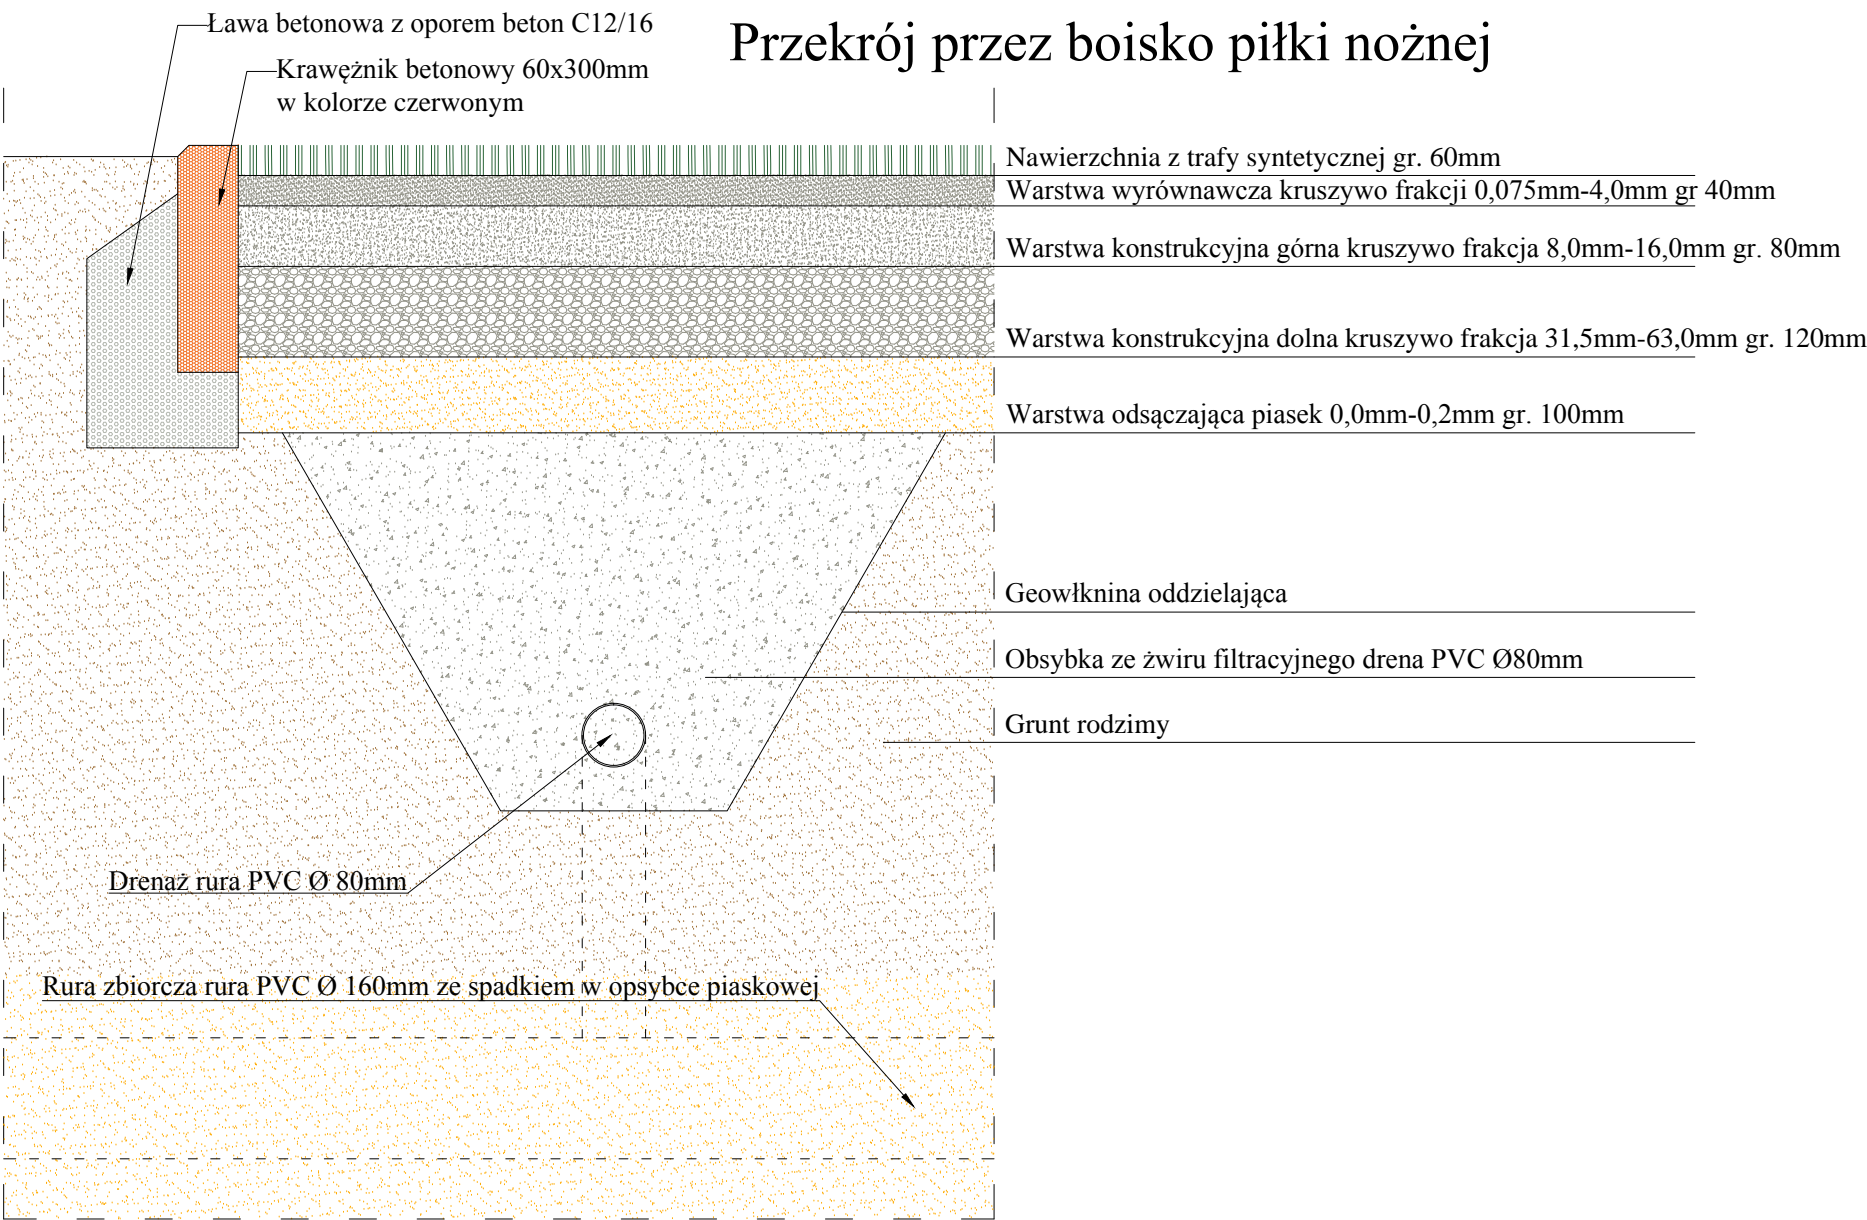 Ława betonowa z oporem beton C12/16
Przekrój przez boisko piłki nożnej
Krawężnik betonowy 60x300mm
w kolorze czerwonym
Nawierzchnia z trafy syntetycznej gr. 60mm
Warstwa wyrównawcza kruszywo frakcji 0,075mm-4,0mm gr 40mm
Warstwa konstrukcyjna górna kruszywo frakcja 8,0mm-16,0mm gr. 80mm
Warstwa konstrukcyjna dolna kruszywo frakcja 31,5mm-63,0mm gr. 120mm
Warstwa odsączająca piasek 0,0mm-0,2mm gr. 100mm
Geowłknina oddzielająca
Obsybka ze żwiru filtracyjnego drena PVC Ø80mm
Grunt rodzimy
Drenaż rura PVC Ø 80mm
Rura zbiorcza rura PVC Ø 160mm ze spadkiem w opsybce piaskowej